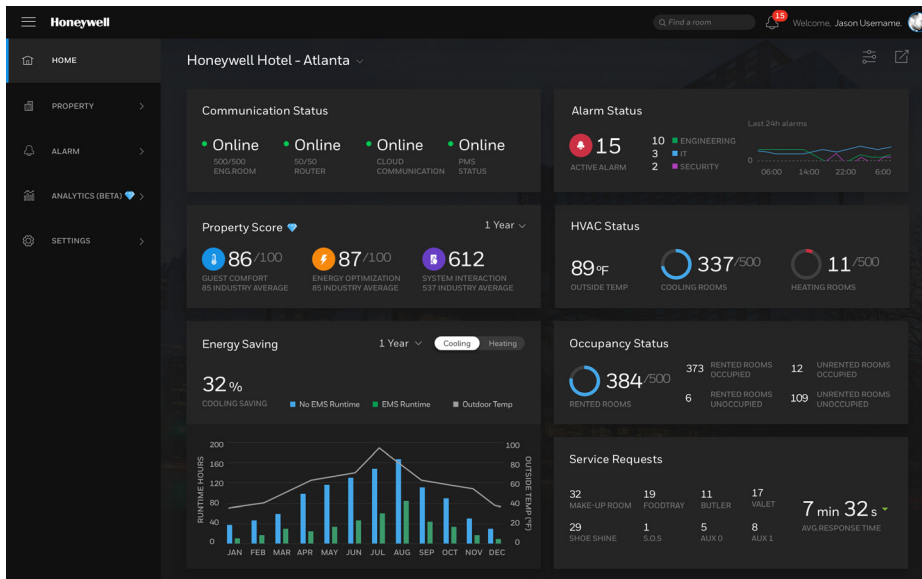 Honeywell
Find a room
15
Welcome, Jason Username.
HOME
PROPERTY
ALARM
ANALYTICS (BETA)
SETTINGS
Honeywell Hotel - Atlanta
Communication Status
Online Online Online Online
500/500 50/50 CLOUD PMS
ENG.ROOM ROUTER COMMUNICATION STATUS
Alarm Status
Last 24h alarms
15
ACTIVE ALARM
10 ENGINEERING
3 IT
2 SECURITY
0
06:00 14:00 22:00 6:00
Property Score
1 Year
86/100 87/100 612
GUEST COMFORT ENERGY OPTIMIZATION SYSTEM INTERACTION
85 INDUSTRY AVERAGE 85 INDUSTRY AVERAGE 537 INDUSTRY AVERAGE
HVAC Status
89°F 337/500 11/500
OUTSIDE TEMP COOLING ROOMS HEATING ROOMS
Energy Saving
1 Year Cooling Heating
32%
COOLING SAVING
No EMS Runtime EMS Runtime Outdoor Temp
RUNTIME HOURS
200
160
120
80
40
0
100
80
60
40
20
0
OUTSIDE TEMP (°F)
JAN FEB MAR APR MAY JUN JUL AUG SEP OCT NOV DEC
Occupancy Status
384/500
RENTED ROOMS
373 RENTED ROOMS OCCUPIED
12 UNRENTED ROOMS OCCUPIED
6 RENTED ROOMS UNOCCUPIED
109 UNRENTED ROOMS UNOCCUPIED
Service Requests
32 19 11 17
MAKE-UP ROOM FOODTRAY BUTLER VALET
29 1 5 8
SHOE SHINE S.O.S AUX 0 AUX 1
7 min 32 s
AVG.RESPONSE TIME